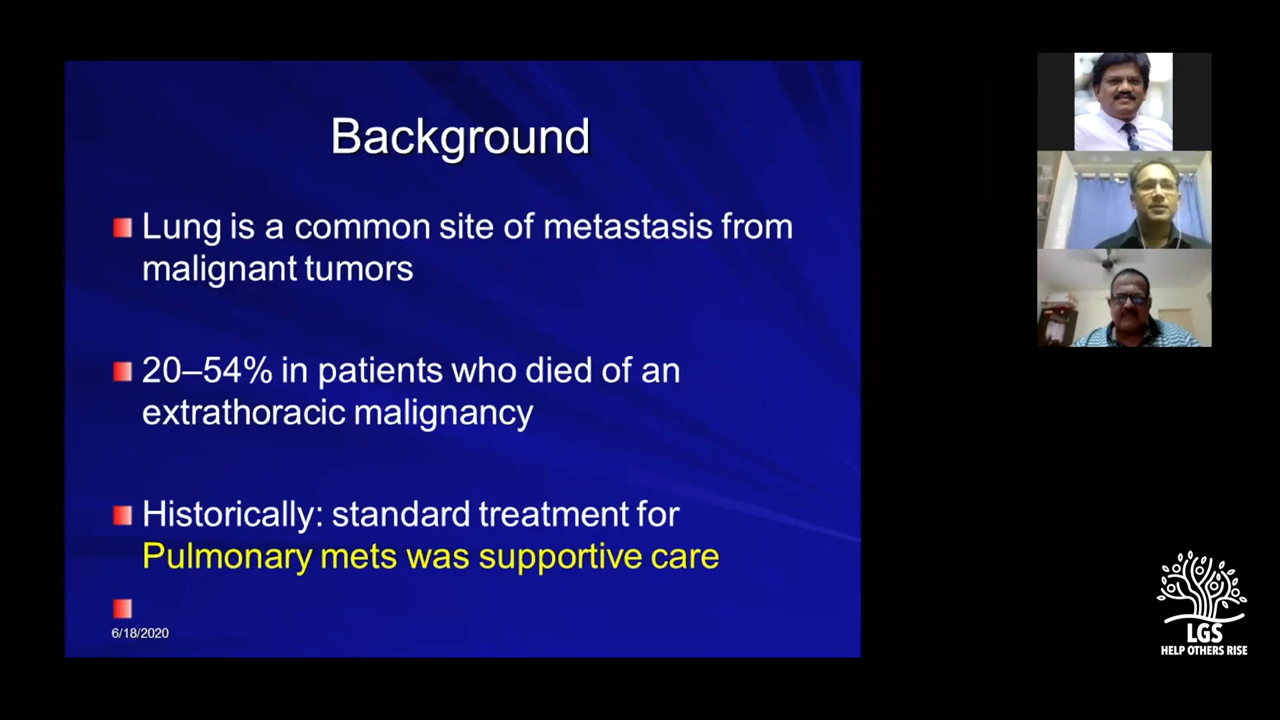 Background
Lung is a common site of metastasis from
malignant tumors
20–54% in patients who died of an
extrathoracic malignancy
Historically: standard treatment for
Pulmonary mets was supportive care
6/18/2020
LGS
HELP OTHERS RISE